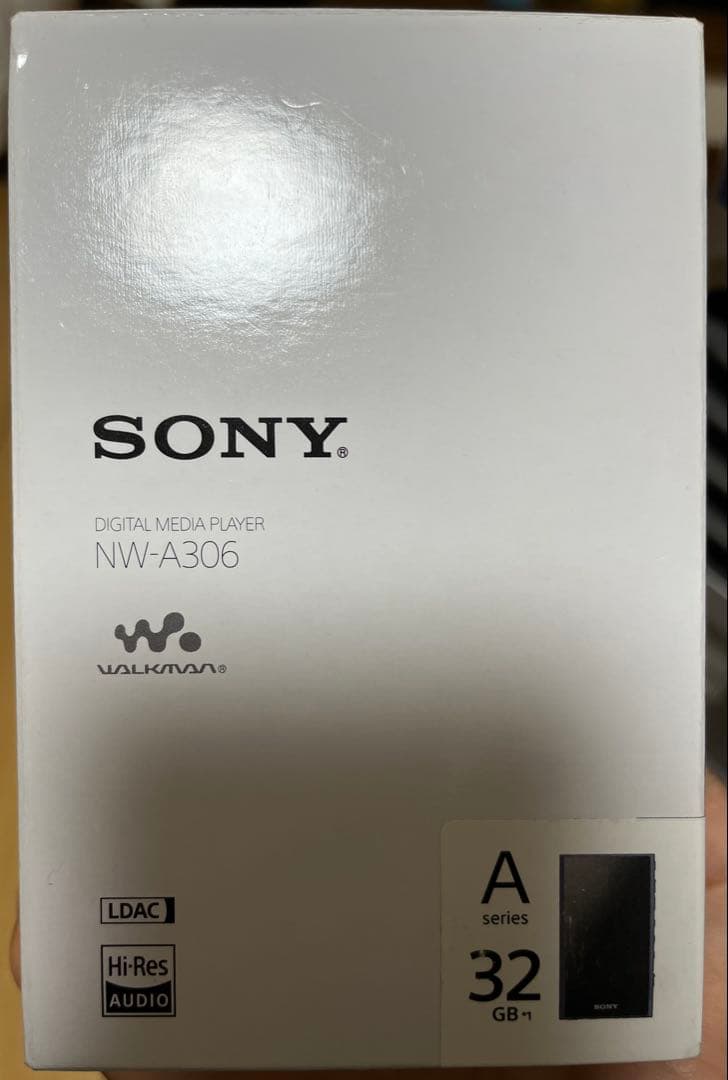 SONY®
DIGITAL MEDIA PLAYER
NW-A306
WALKMAN®
LDAC
Hi-Res
AUDIO
A
series
32
GB *1
SONY